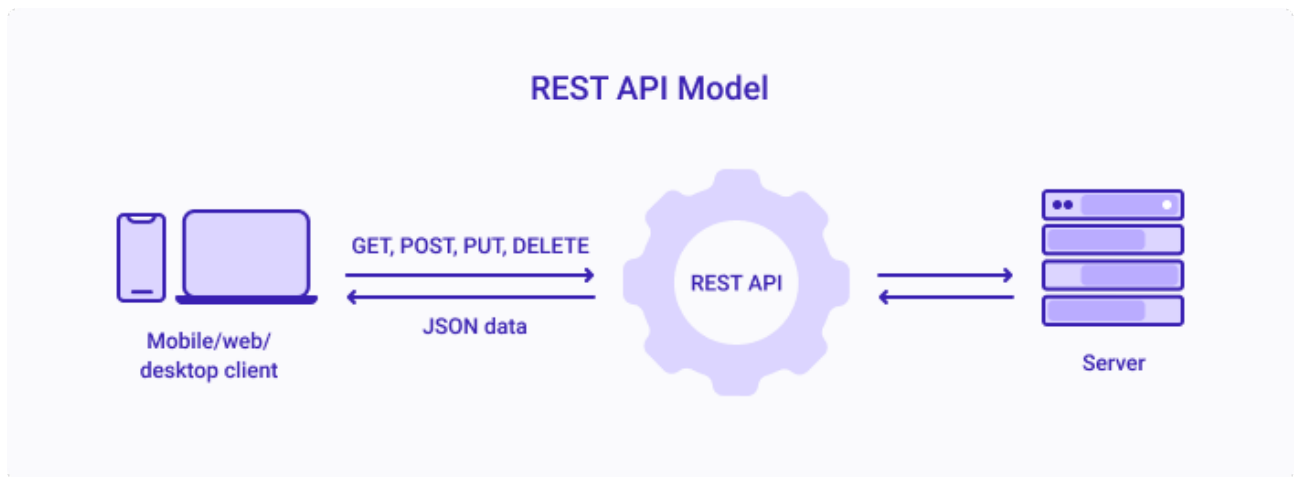 REST API Model
GET, POST, PUT, DELETE
REST API
JSON data
Mobile/web/
desktop client
Server